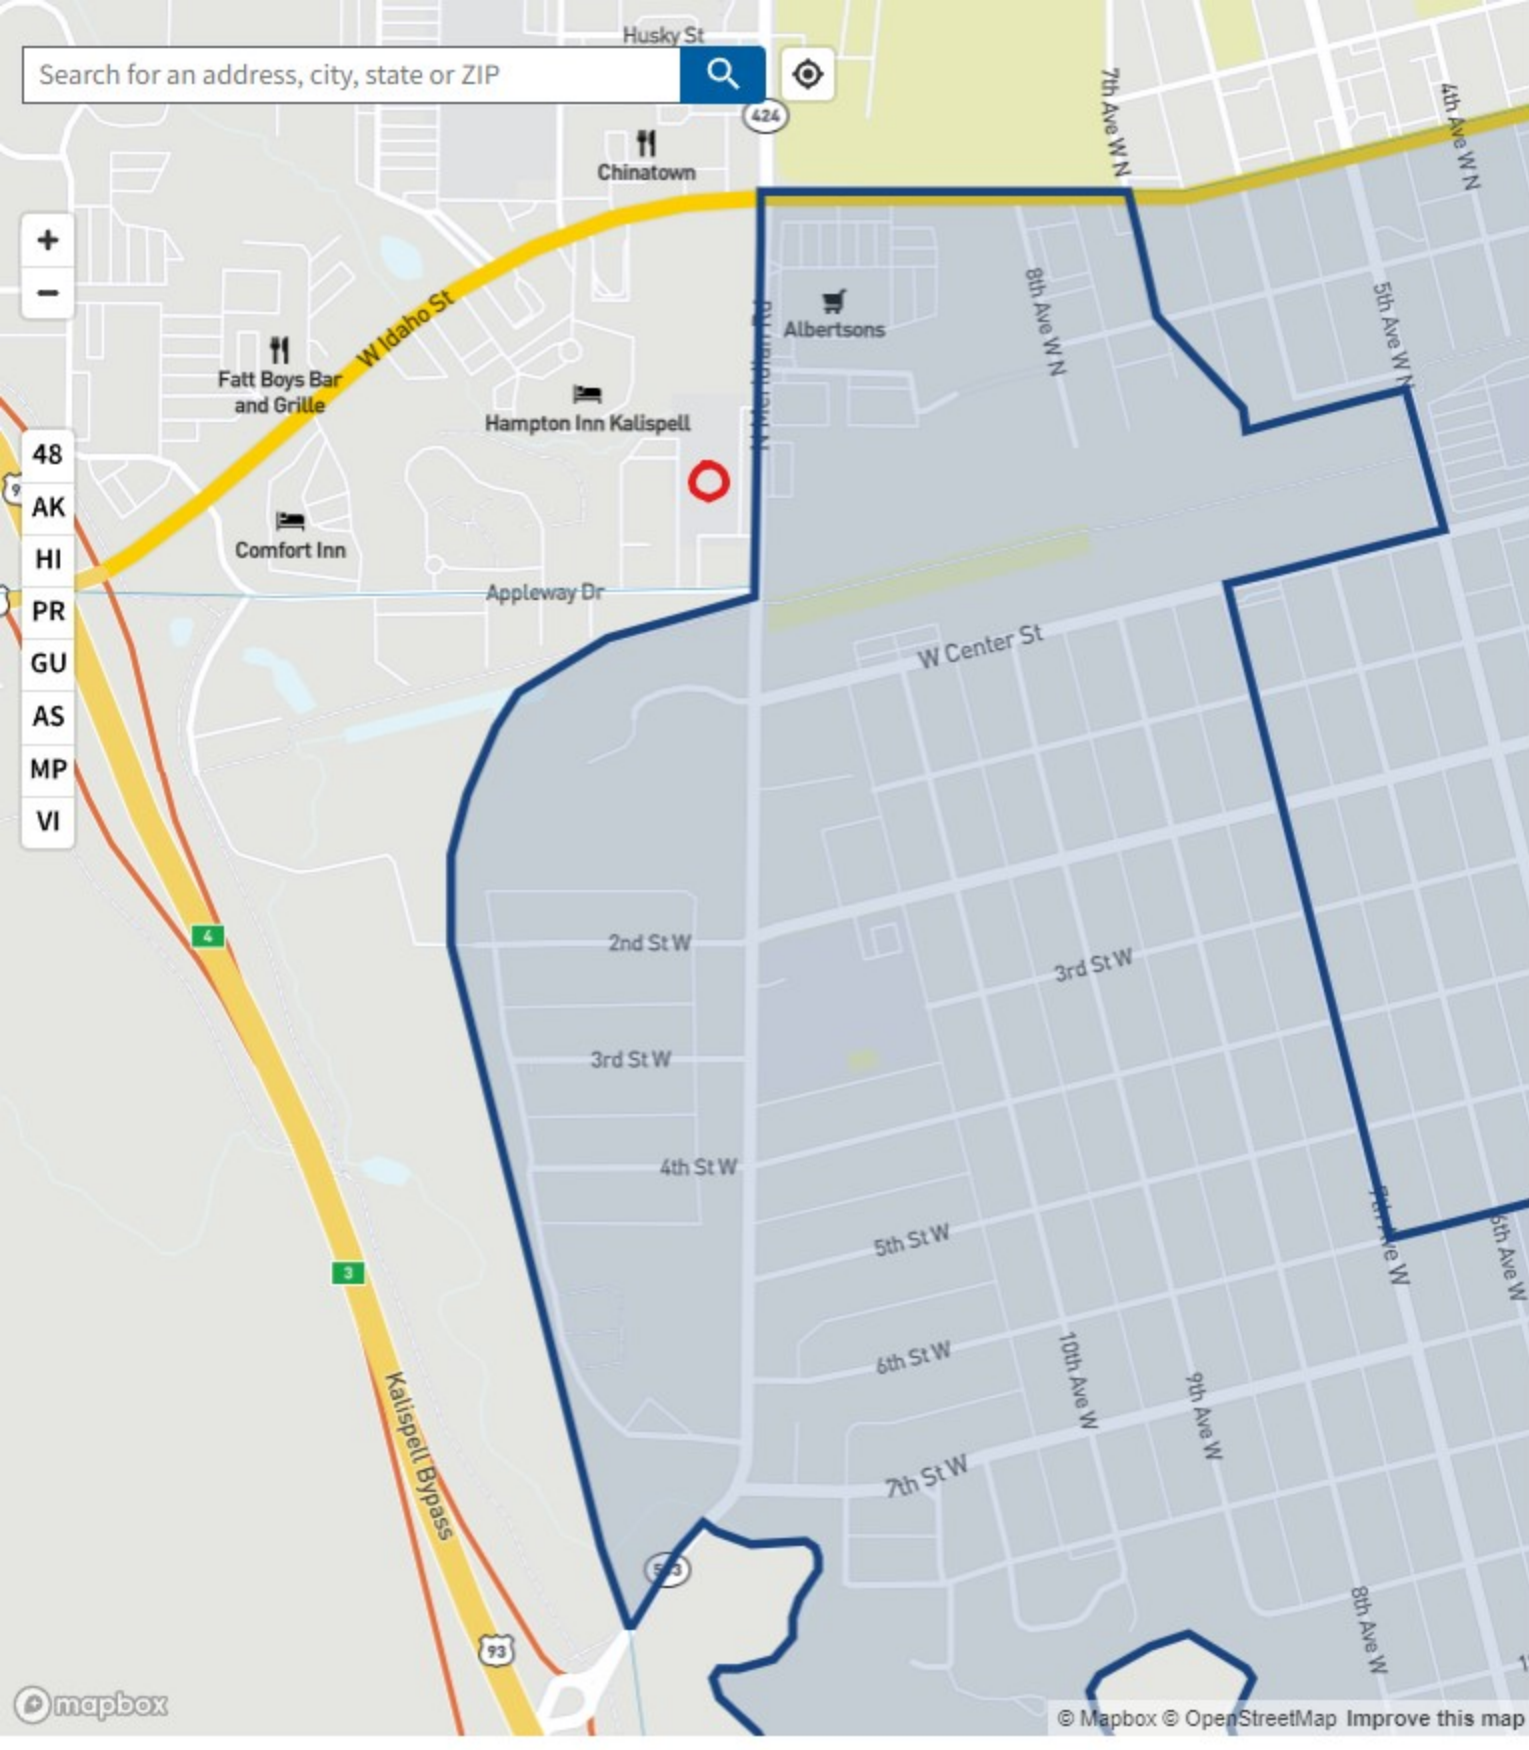 Husky St
Search for an address, city, state or ZIP
424
7th Ave W N
4th Ave W N
Chinatown
+
−
W Idaho St
8th Ave W N
5th Ave W N
N Meridian Rd
Albertsons
Fatt Boys Bar
and Grille
Hampton Inn Kalispell
48
AK
HI
PR
GU
AS
MP
VI
Comfort Inn
Appleway Dr
W Center St
4
2nd St W
3rd St W
3rd St W
4th St W
5th St W
7th Ave W
6th Ave W
3
6th St W
10th Ave W
9th Ave W
Kalispell Bypass
7th St W
8th Ave W
93
mapbox
© Mapbox © OpenStreetMap Improve this map